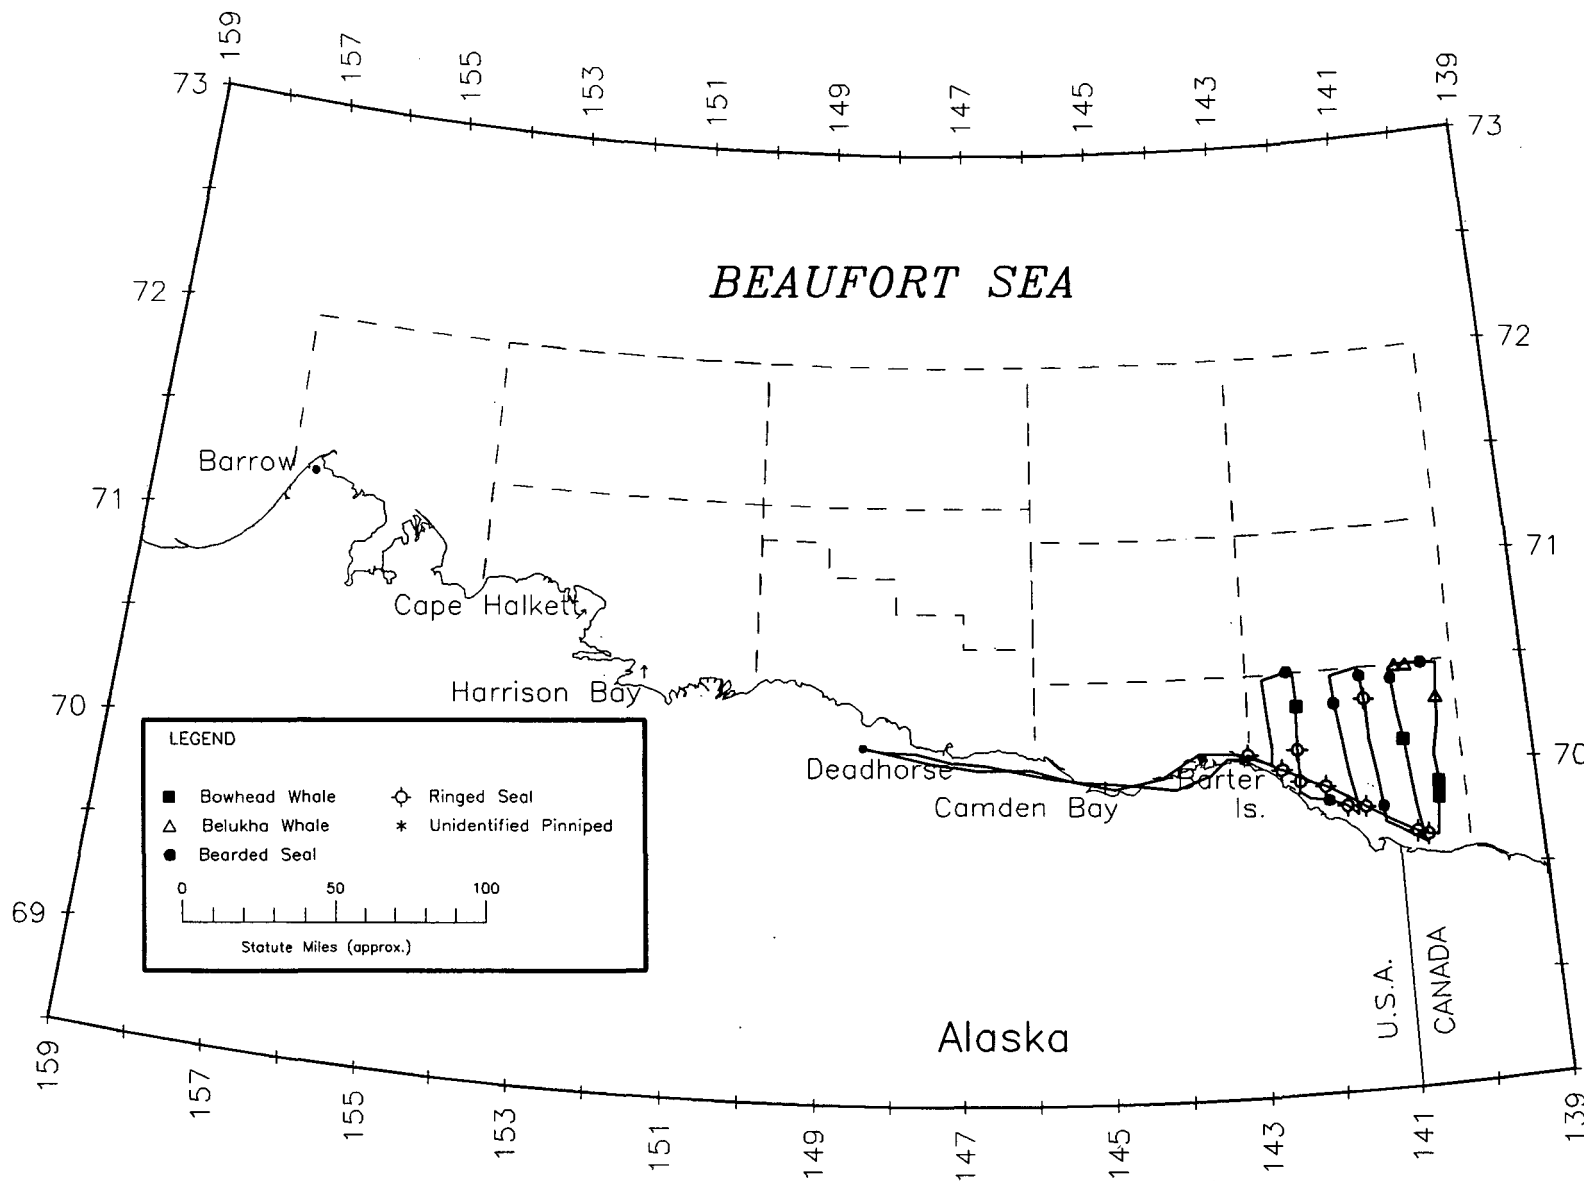 159
157
155
153
151
149
147
145
143
141
139
73
73
BEAUFORT SEA
72
72
Barrow
71
71
Cape Halkett
Harrison Bay
70
70
Deadhorse
Barter
Is.
Camden Bay
LEGEND
Bowhead Whale
Ringed Seal
Belukha Whale
Unidentified Pinniped
Bearded Seal
0 50 100
Statute Miles (approx.)
69
U.S.A.
CANADA
Alaska
159
157
155
153
151
149
147
145
143
141
139